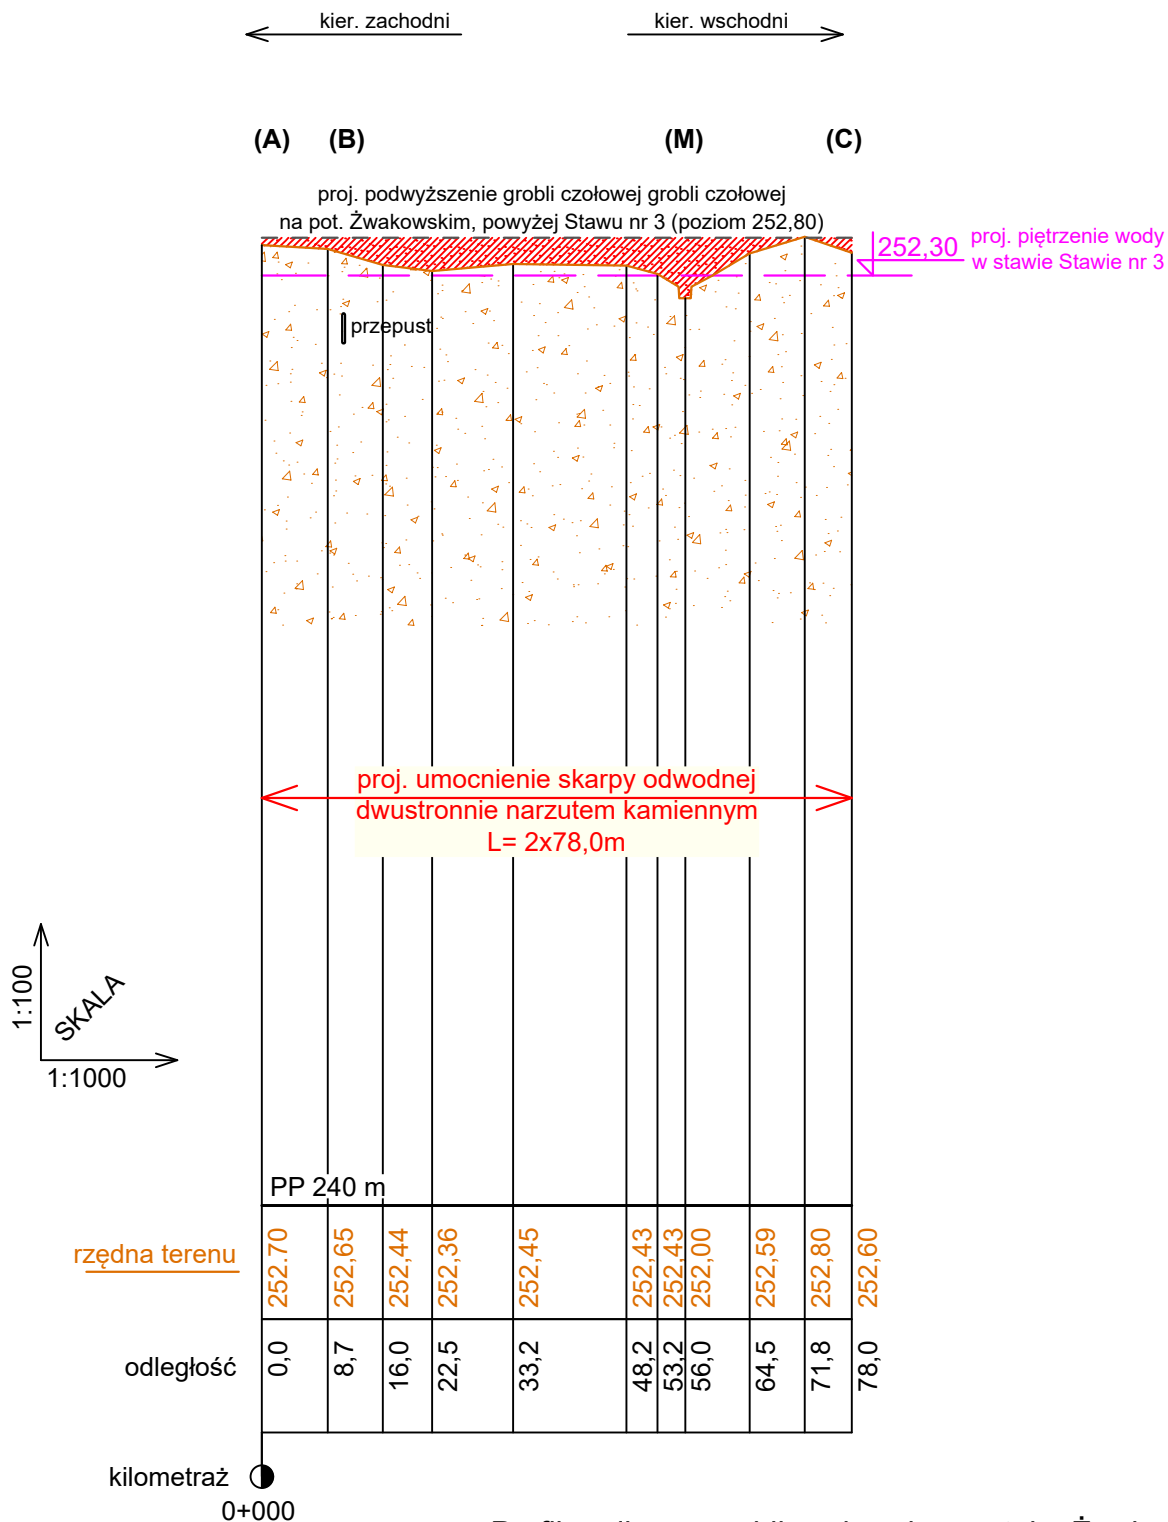 kier. zachodni
kier. wschodni
(A)
(B)
(M)
(C)
proj. podwyższenie grobli czołowej grobli czołowej
na pot. Żwakowskim, powyżej Stawu nr 3 (poziom 252,80)
252,30
proj. piętrzenie wody
w stawie Stawie nr 3
przepust
proj. umocnienie skarpy odwodnej
dwustronnie narzutem kamiennym
L= 2x78,0m
1:100
SKALA
1:1000
PP 240 m
rzędna terenu
252.70
252,65
252,44
252,36
252,45
252,43
252,43
252,00
252,59
252,80
252,60
odległość
0,0
8,7
16,0
22,5
33,2
48,2
53,2
56,0
64,5
71,8
78,0
kilometraż
0+000